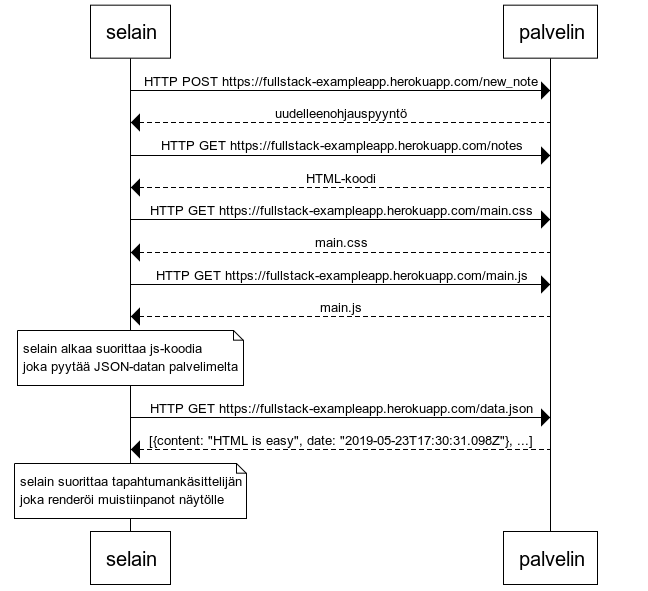 selain palvelin
HTTP POST https://fullstack-exampleapp.herokuapp.com/new_note
uudelleenohjauspyyntö
HTTP GET https://fullstack-exampleapp.herokuapp.com/notes
HTML-koodi
HTTP GET https://fullstack-exampleapp.herokuapp.com/main.css
main.css
HTTP GET https://fullstack-exampleapp.herokuapp.com/main.js
main.js
selain alkaa suorittaa js-koodia
joka pyytää JSON-datan palvelimelta
HTTP GET https://fullstack-exampleapp.herokuapp.com/data.json
[{content: "HTML is easy", date: "2019-05-23T17:30:31.098Z"}, ...]
selain suorittaa tapahtumankäsittelijän
joka renderöi muistiinpanot näytölle
selain palvelin